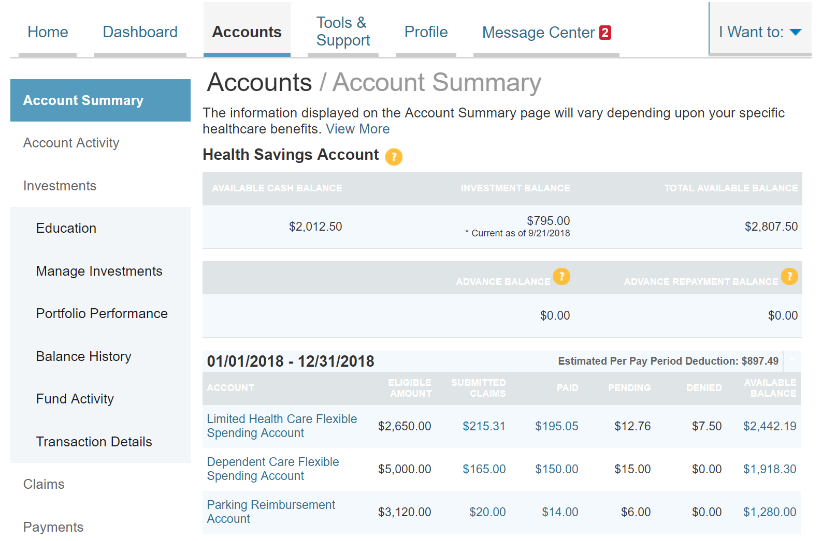 Home
Dashboard
Accounts
Tools &
Support
Profile
Message Center 2
I Want to:
Account Summary
Account Activity
Investments
Education
Manage Investments
Portfolio Performance
Balance History
Fund Activity
Transaction Details
Claims
Payments
Accounts / Account Summary
The information displayed on the Account Summary page will vary depending upon your specific
healthcare benefits. View More
Health Savings Account ?
AVAILABLE CASH BALANCE INVESTMENT BALANCE TOTAL AVAILABLE BALANCE
$2,012.50 $795.00 $2,807.50
* Current as of 9/21/2018
ADVANCE BALANCE ? ADVANCE REPAYMENT BALANCE ?
$0.00 $0.00
01/01/2018 - 12/31/2018 Estimated Per Pay Period Deduction: $897.49
ACCOUNT ELIGIBLE AMOUNT SUBMITTED CLAIMS PAID PENDING DENIED AVAILABLE BALANCE
Limited Health Care Flexible
Spending Account $2,650.00 $215.31 $195.05 $12.76 $7.50 $2,442.19
Dependent Care Flexible
Spending Account $5,000.00 $165.00 $150.00 $15.00 $0.00 $1,918.30
Parking Reimbursement
Account $3,120.00 $20.00 $14.00 $6.00 $0.00 $1,280.00